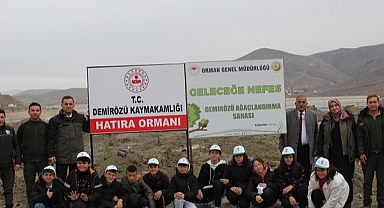 T.C.
DEMİRÖZÜ KAYMAKAMLIĞI
HATIRA ORMANI
ORMAN GENEL MÜDÜRLÜĞÜ
GELECEĞE NEFES
DEMİRÖZÜ AĞAÇLANDIRMA
SAHASI